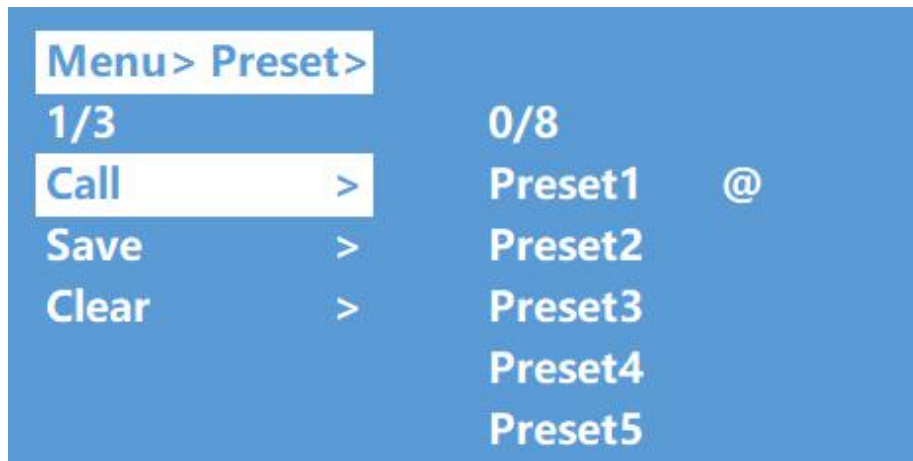 Menu> Preset>
1/3 0/8
Call > Preset1 @
Save > Preset2
Clear > Preset3
Preset4
Preset5